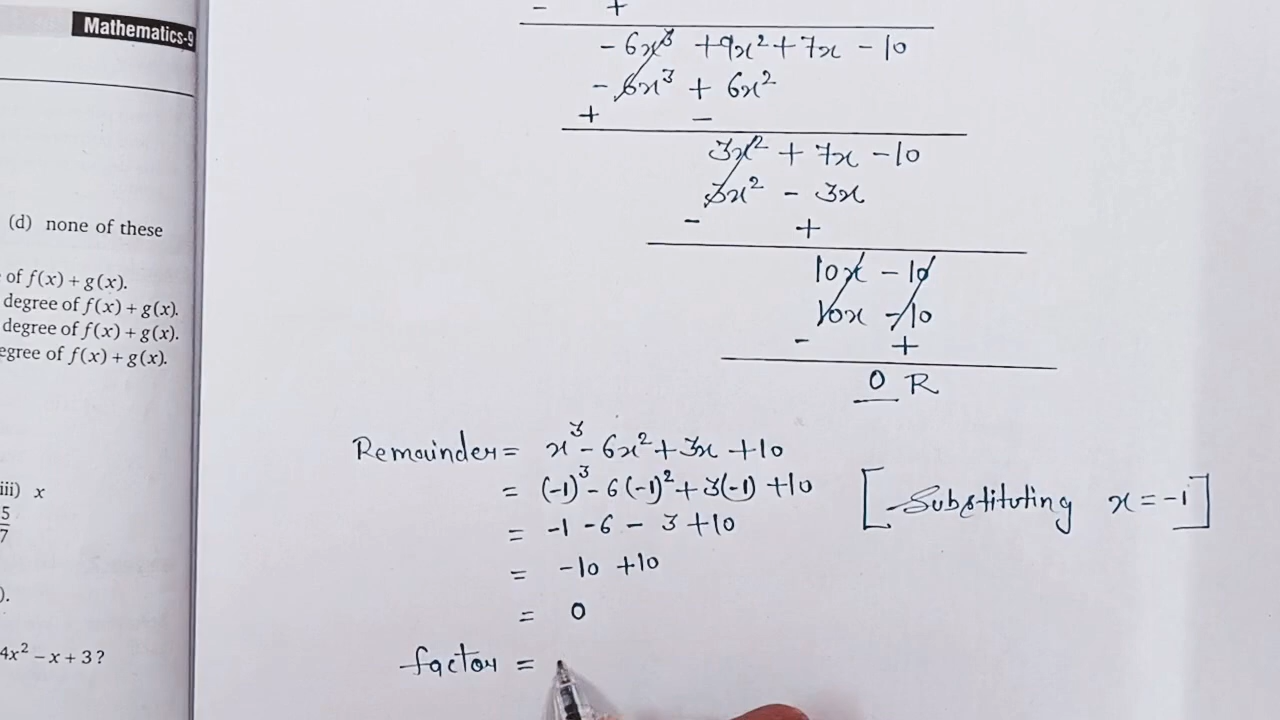 Mathematics-9
(d) none of these
of f(x) + g(x).
degree of f(x) + g(x).
degree of f(x) + g(x).
egree of f(x) + g(x).
iii) x
5
7
).
4x² − x + 3?
- +
- 6x³ + 9x² + 7x - 10
- 6x³ + 6x²
+ -
3x² + 7x - 10
3x² - 3x
- +
10x - 10
10x - 10
- +
0 R
Remainder = x³ - 6x² + 3x + 10
= (-1)³ - 6(-1)² + 3(-1) + 10 [Substituting x = -1]
= -1 - 6 - 3 + 10
= -10 + 10
= 0
factor =